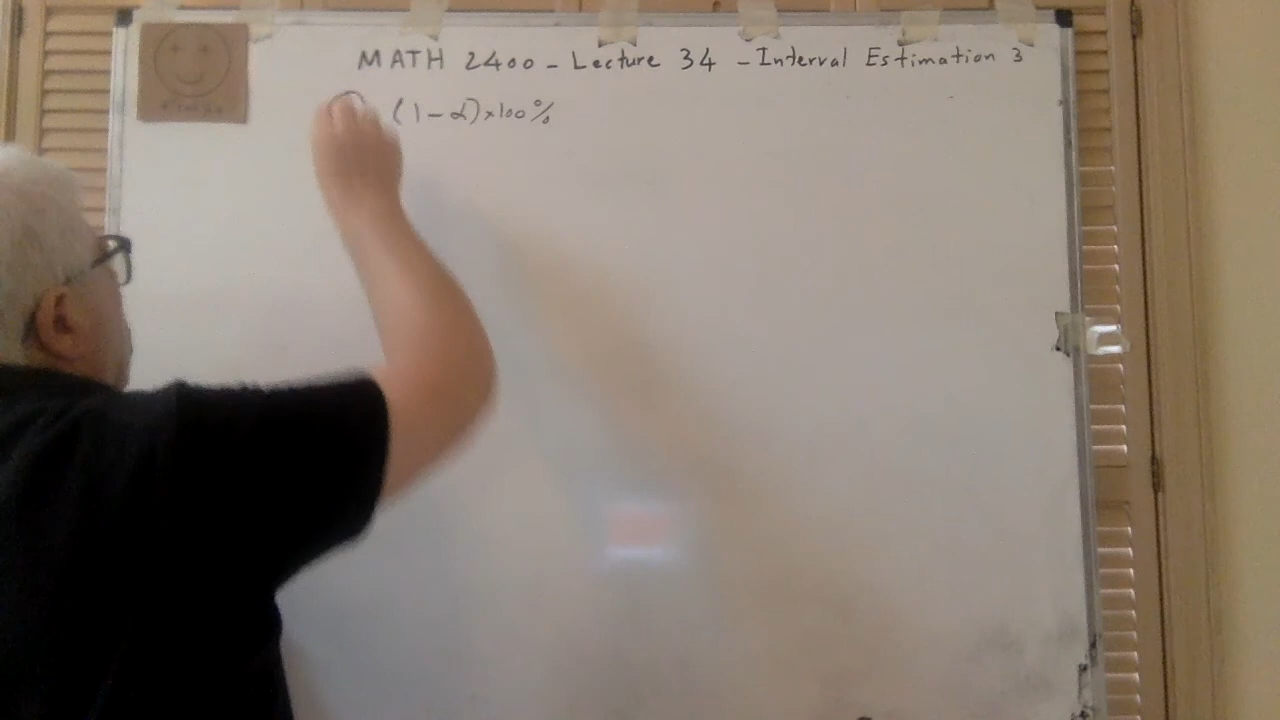 MATH 2400 - Lecture 34 - Interval Estimation 3
(1-α)×100%